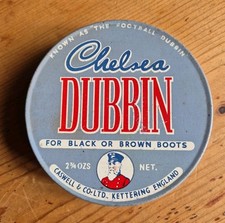 KNOWN AS THE FOOTBALL DUBBIN
Chelsea
DUBBIN
FOR BLACK OR BROWN BOOTS
2¾ OZS NET.
CASWELL & CO·LTD. KETTERING ENGLAND